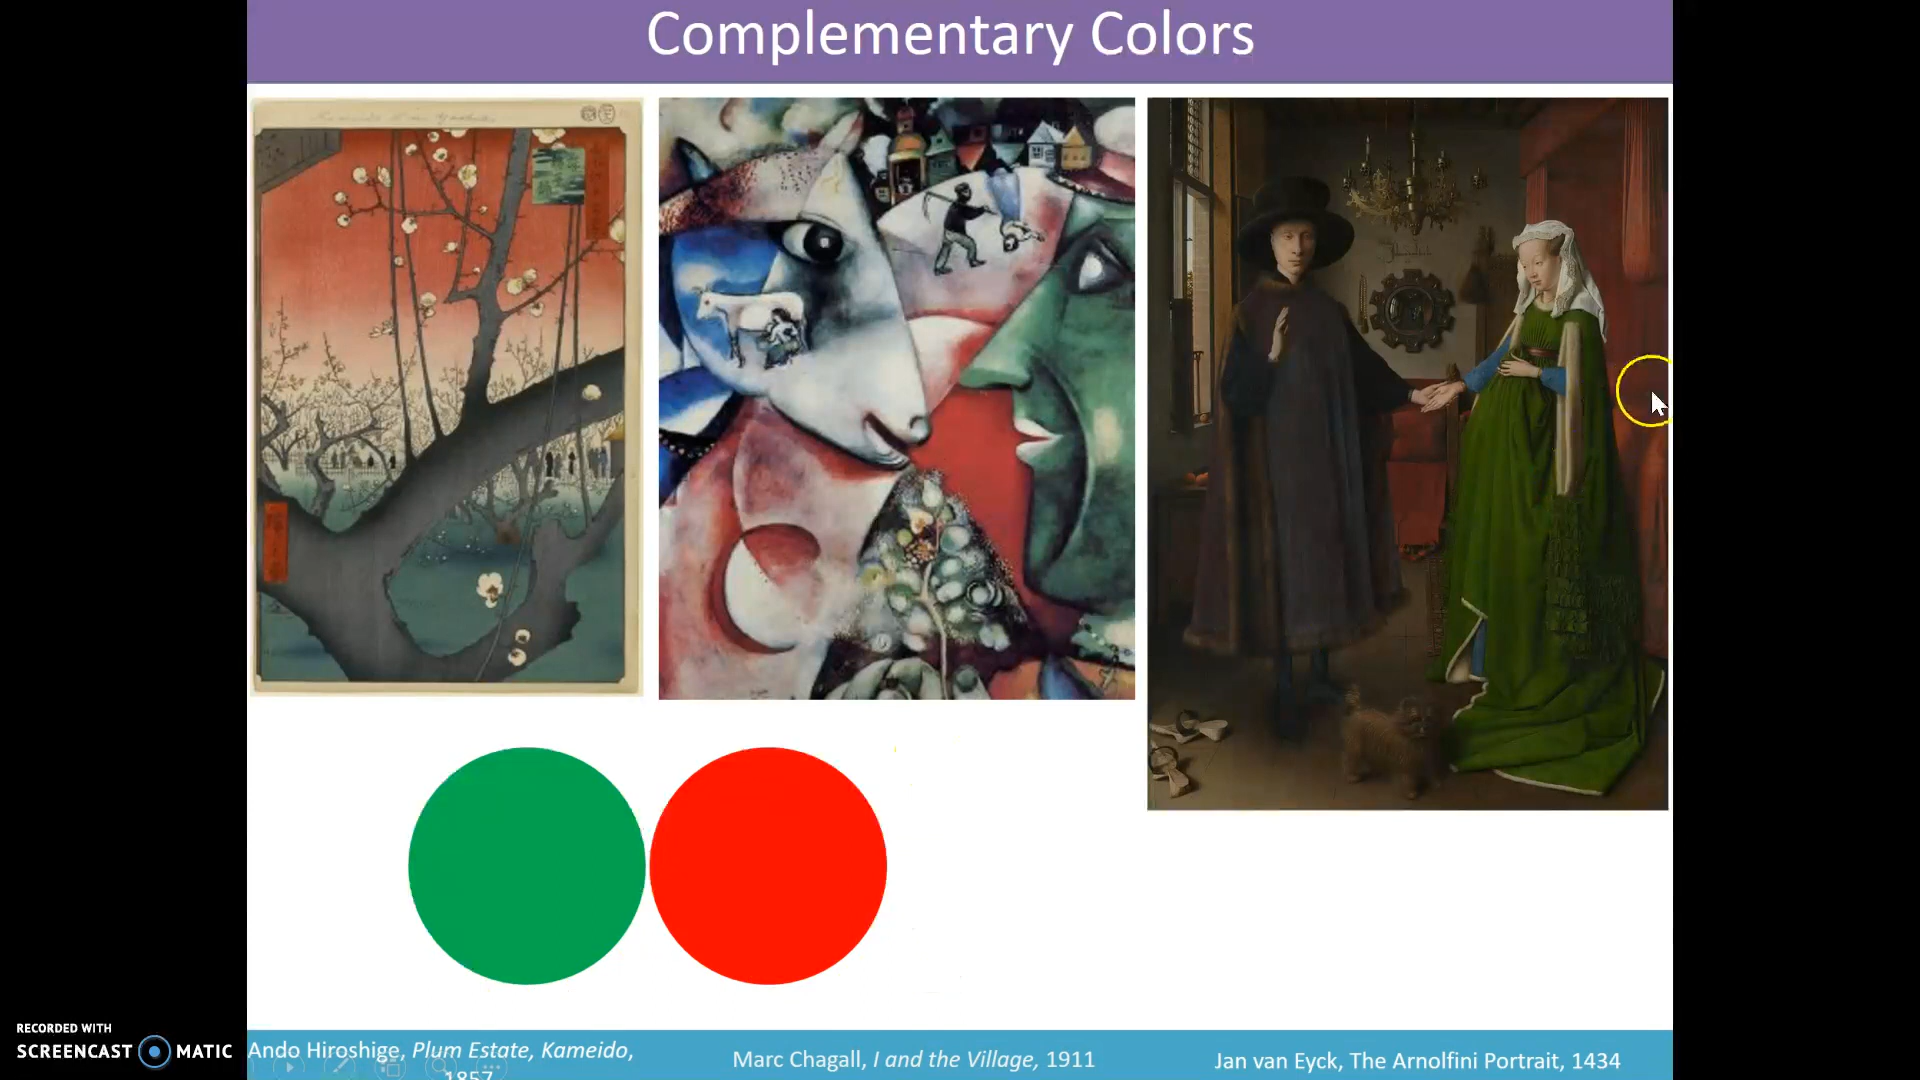 Complementary Colors
RECORDED WITH
SCREENCAST MATIC
Ando Hiroshige, Plum Estate, Kameido,
1857
Marc Chagall, I and the Village, 1911
Jan van Eyck, The Arnolfini Portrait, 1434